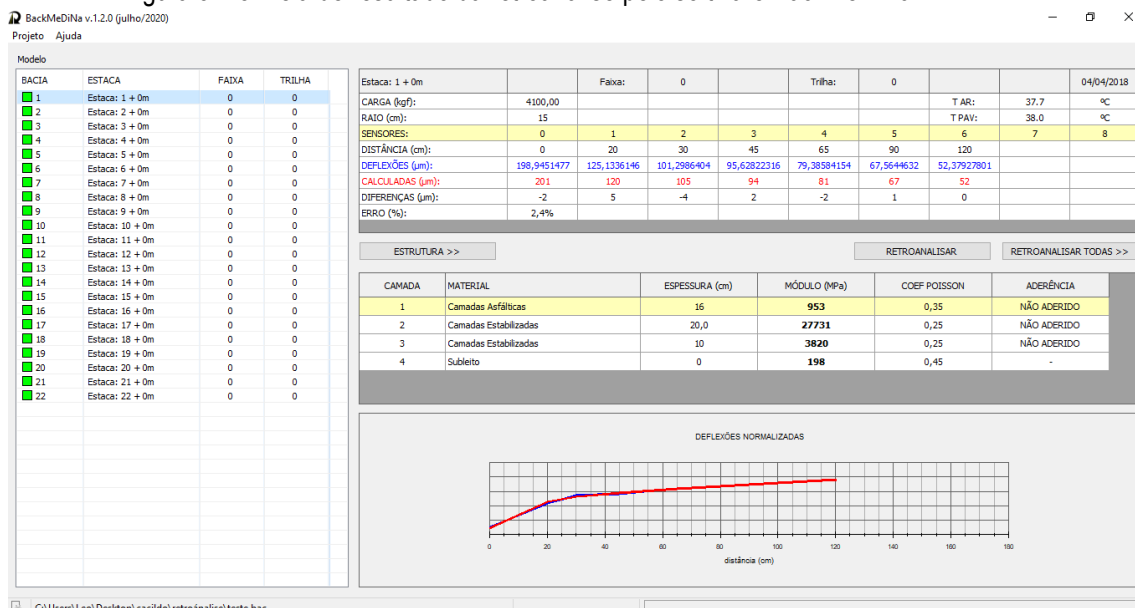 BackMeDiNa v.1.2.0 (julho/2020)
Projeto Ajuda
Modelo
BACIA ESTACA FAIXA TRILHA
1 Estaca: 1 + 0m 0 0
2 Estaca: 2 + 0m 0 0
3 Estaca: 3 + 0m 0 0
4 Estaca: 4 + 0m 0 0
5 Estaca: 5 + 0m 0 0
6 Estaca: 6 + 0m 0 0
7 Estaca: 7 + 0m 0 0
8 Estaca: 8 + 0m 0 0
9 Estaca: 9 + 0m 0 0
10 Estaca: 10 + 0m 0 0
11 Estaca: 11 + 0m 0 0
12 Estaca: 12 + 0m 0 0
13 Estaca: 13 + 0m 0 0
14 Estaca: 14 + 0m 0 0
15 Estaca: 15 + 0m 0 0
16 Estaca: 16 + 0m 0 0
17 Estaca: 17 + 0m 0 0
18 Estaca: 18 + 0m 0 0
19 Estaca: 19 + 0m 0 0
20 Estaca: 20 + 0m 0 0
21 Estaca: 21 + 0m 0 0
22 Estaca: 22 + 0m 0 0
Estaca: 1 + 0m Faixa: 0 Trilha: 0 04/04/2018
CARGA (kgf): 4100,00 T AR: 37.7 ºC
RAIO (cm): 15 T PAV: 38.0 ºC
SENSORES: 0 1 2 3 4 5 6 7 8
DISTÂNCIA (cm): 0 20 30 45 65 90 120
DEFLEXÕES (µm): 198,9451477 125,1336146 101,2986404 95,62822316 79,38584154 67,5644632 52,37927801
CALCULADAS (µm): 201 120 105 94 81 67 52
DIFERENÇAS (µm): -2 5 -4 2 -2 1 0
ERRO (%): 2,4%
ESTRUTURA >> RETROANALISAR RETROANALISAR TODAS >>
CAMADA MATERIAL ESPESSURA (cm) MÓDULO (MPa) COEF POISSON ADERÊNCIA
1 Camadas Asfálticas 16 953 0,35 NÃO ADERIDO
2 Camadas Estabilizadas 20,0 27731 0,25 NÃO ADERIDO
3 Camadas Estabilizadas 10 3820 0,25 NÃO ADERIDO
4 Subleito 0 198 0,45 -
DEFLEXÕES NORMALIZADAS
0 20 40 60 80 100 120 140 160 180
distância (cm)